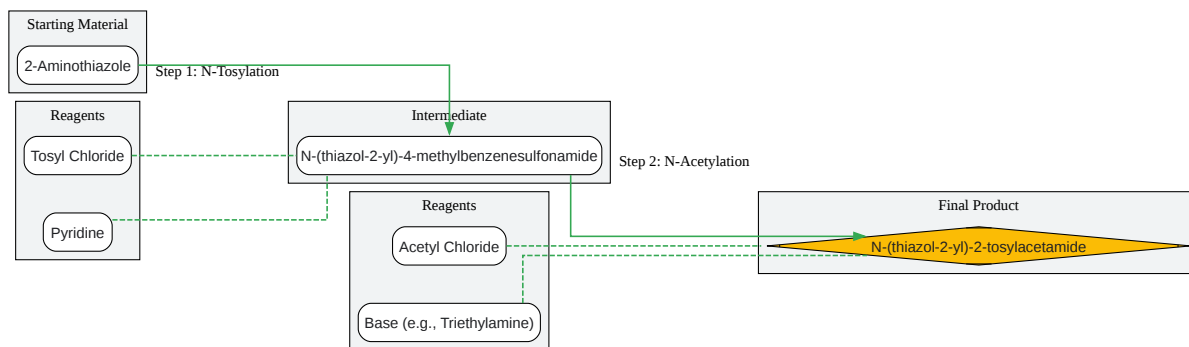 Starting Material
2-Aminothiazole
Step 1: N-Tosylation
Reagents
Tosyl Chloride
Pyridine
Intermediate
N-(thiazol-2-yl)-4-methylbenzenesulfonamide
Step 2: N-Acetylation
Reagents
Acetyl Chloride
Base (e.g., Triethylamine)
Final Product
N-(thiazol-2-yl)-2-tosylacetamide